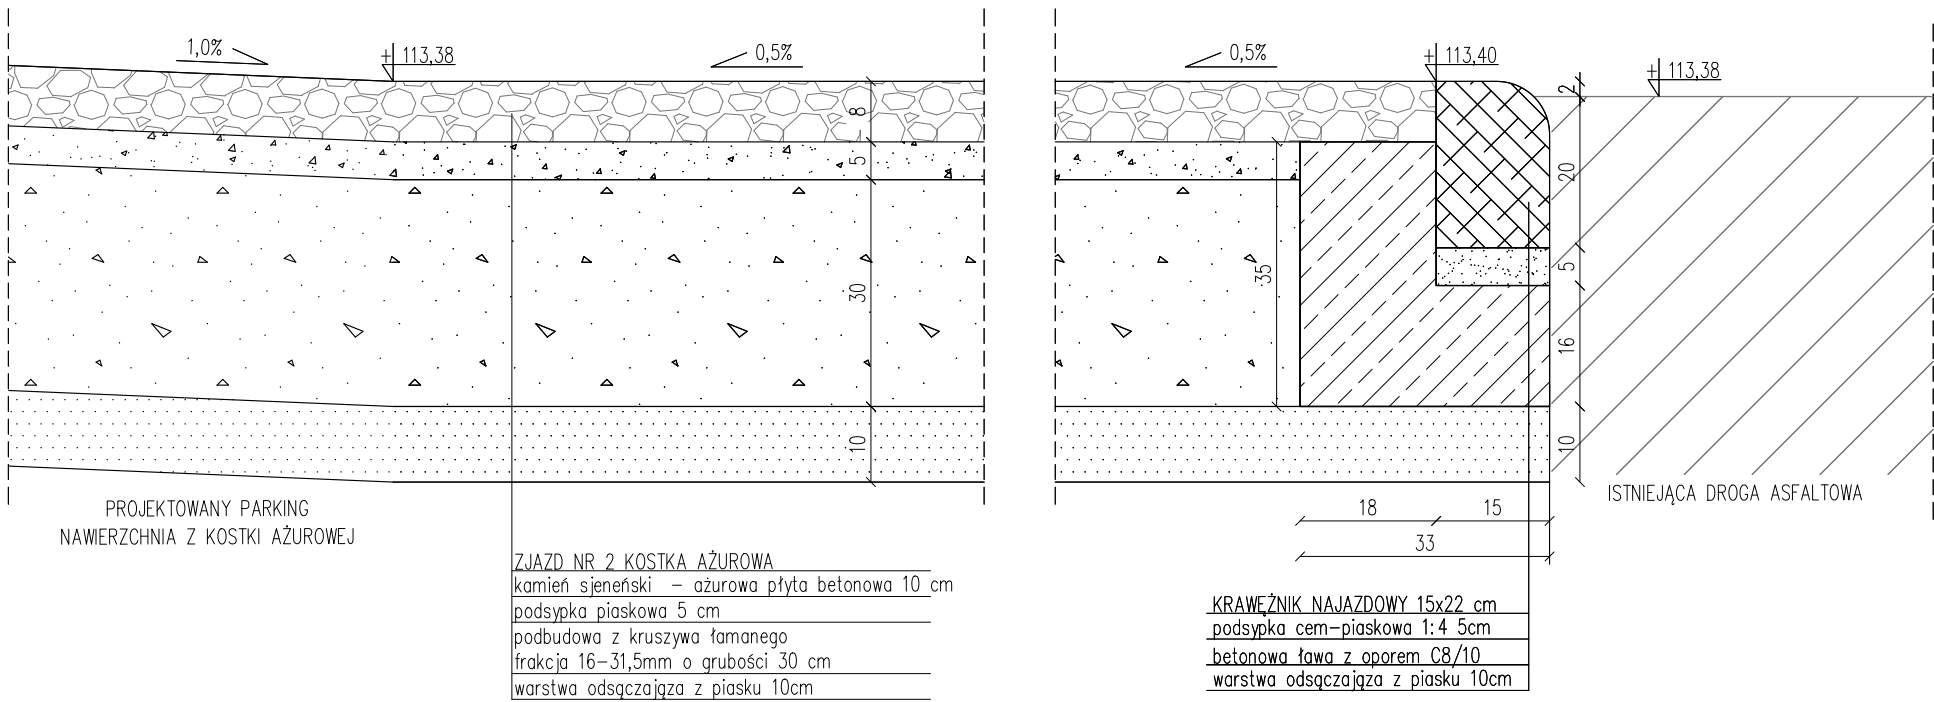 1,0%
± 113,38
0,5%
0,5%
± 113,40
± 113,38
8
5
30
10
35
2
20
5
16
10
18
15
33
PROJEKTOWANY PARKING
NAWIERZCHNIA Z KOSTKI AŻUROWEJ
ISTNIEJĄCA DROGA ASFALTOWA
ZJAZD NR 2 KOSTKA AŻUROWA
kamień sjeneński – ażurowa płyta betonowa 10 cm
podsypka piaskowa 5 cm
podbudowa z kruszywa łamanego
frakcja 16–31,5mm o grubości 30 cm
warstwa odsączająza z piasku 10cm
KRAWĘŻNIK NAJAZDOWY 15x22 cm
podsypka cem–piaskowa 1:4 5cm
betonowa ława z oporem C8/10
warstwa odsączająza z piasku 10cm